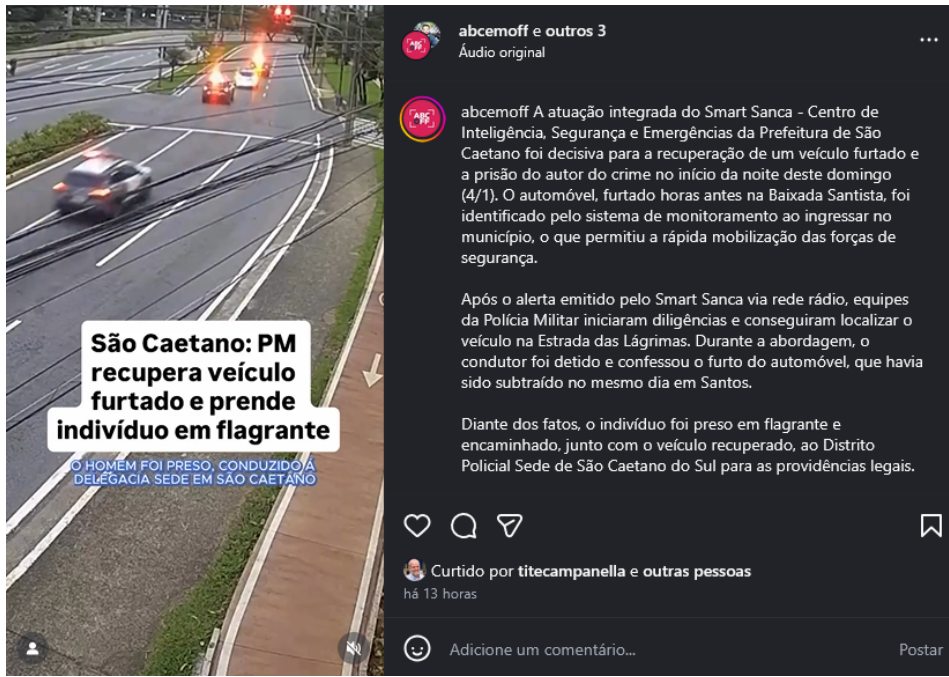 São Caetano: PM
recupera veículo
furtado e prende
indivíduo em flagrante
O HOMEM FOI PRESO, CONDUZIDO À
DELEGACIA SEDE EM SÃO CAETANO
abcemoff e outros 3
Áudio original
abcemoff A atuação integrada do Smart Sanca - Centro de
Inteligência, Segurança e Emergências da Prefeitura de São
Caetano foi decisiva para a recuperação de um veículo furtado e
a prisão do autor do crime no início da noite deste domingo
(4/1). O automóvel, furtado horas antes na Baixada Santista, foi
identificado pelo sistema de monitoramento ao ingressar no
município, o que permitiu a rápida mobilização das forças de
segurança.
Após o alerta emitido pelo Smart Sanca via rede rádio, equipes
da Polícia Militar iniciaram diligências e conseguiram localizar o
veículo na Estrada das Lágrimas. Durante a abordagem, o
condutor foi detido e confessou o furto do automóvel, que havia
sido subtraído no mesmo dia em Santos.
Diante dos fatos, o indivíduo foi preso em flagrante e
encaminhado, junto com o veículo recuperado, ao Distrito
Policial Sede de São Caetano do Sul para as providências legais.
Curtido por titecampanella e outras pessoas
há 13 horas
Adicione um comentário...
Postar